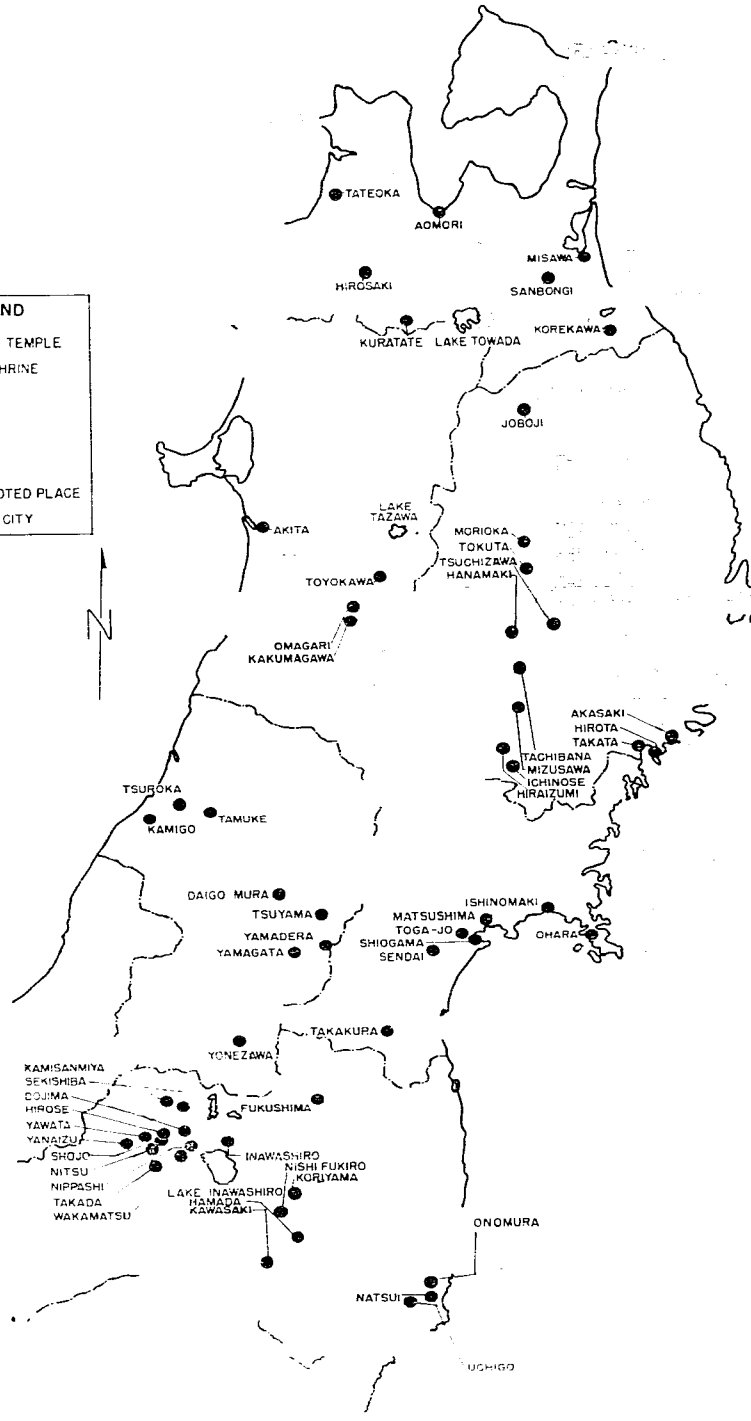 TATEOKA
AOMORI
MISAWA
HIROSAKI
SANBONGI
ND
TEMPLE
HRINE
OTED PLACE
CITY
KURATATE
LAKE TOWADA
KOREKAWA
JOBOJI
LAKE
TAZAWA
AKITA
MORIOKA
TOKUTA
TSUCHIZAWA
HANAMAKI
TOYOKAWA
N
OMAGARI
KAKUMAGAWA
AKASAKI
HIROTA
TAKATA
TACHIBANA
MIZUSAWA
ICHINOSE
HIRAIZUMI
TSUROKA
KAMIGO
TAMUKE
DAIGO MURA
TSUYAMA
YAMADERA
YAMAGATA
ISHINOMAKI
MATSUSHIMA
TOGA-JO
SHIOGAMA
SENDAI
OHARA
TAKAKURA
YONEZAWA
KAMISANMIYA
SEKISHIBA
DOJIMA
HIROSE
YAWATA
YANAIZU
SHOJO
NITSU
NIPPASHI
TAKADA
WAKAMATSU
FUKUSHIMA
INAWASHIRO
NISHI FUKIRO
KORIYAMA
LAKE INAWASHIRO
HAMADA
KAWASAKI
ONOMURA
NATSUI
UCHIGO